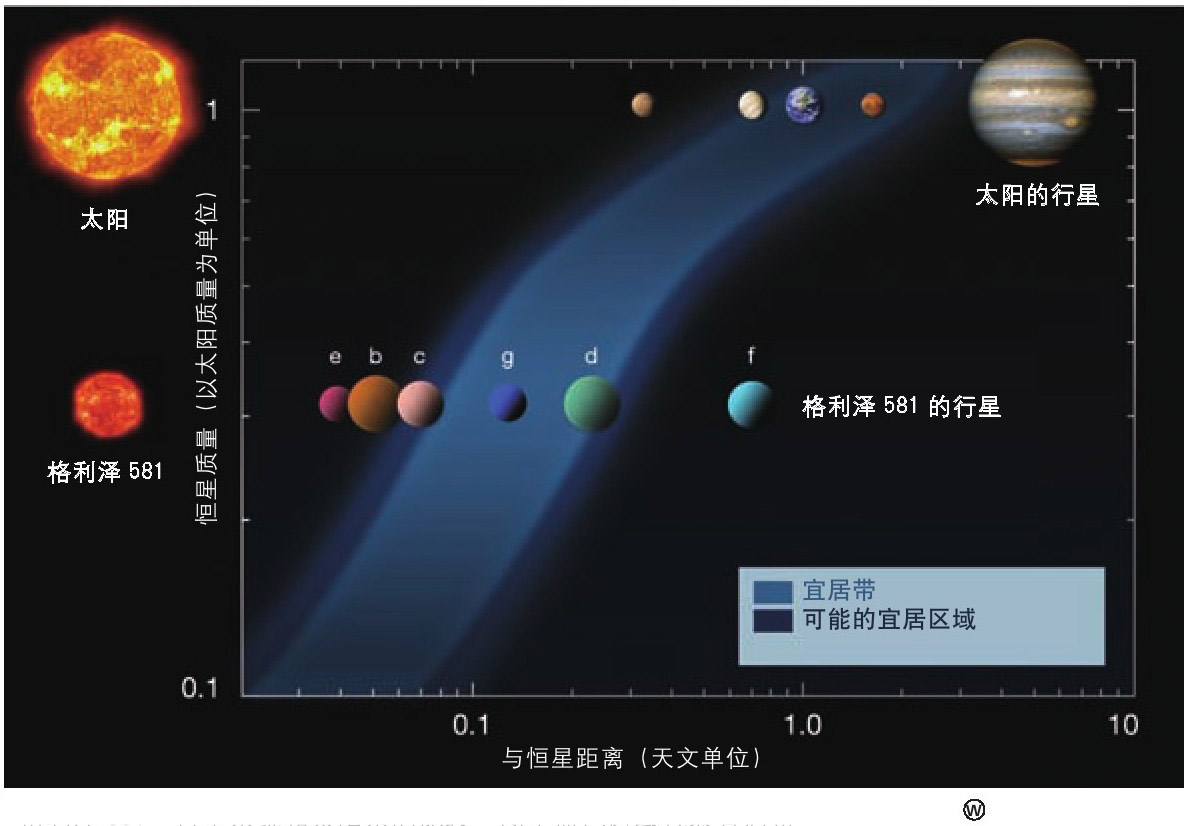 太阳
格利泽 581
恒星质量（以太阳质量为单位）
1
0.1
太阳的行星
e b c g d f
格利泽 581 的行星
宜居带
可能的宜居区域
0.1 1.0 10
与恒星距离（天文单位）
W